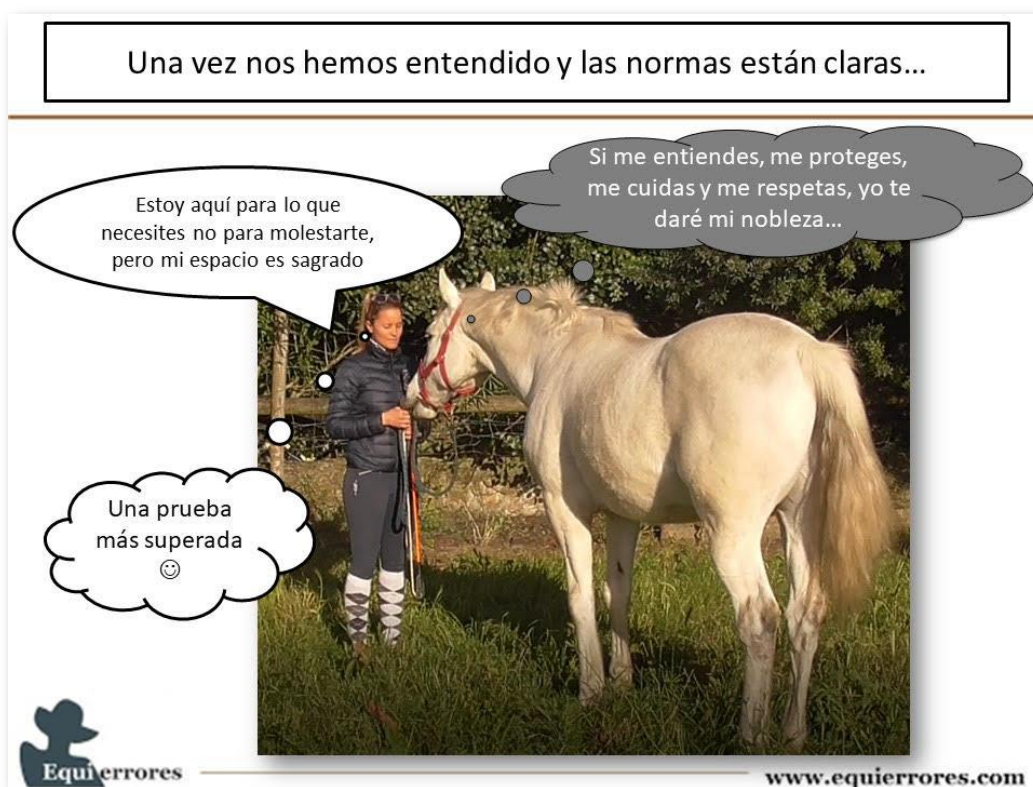 Una vez nos hemos entendido y las normas están claras…
Si me entiendes, me proteges,
me cuidas y me respetas, yo te
daré mi nobleza…
Estoy aquí para lo que
necesites no para molestarte,
pero mi espacio es sagrado
Una prueba
más superada
☺
Equierrores
www.equierrores.com